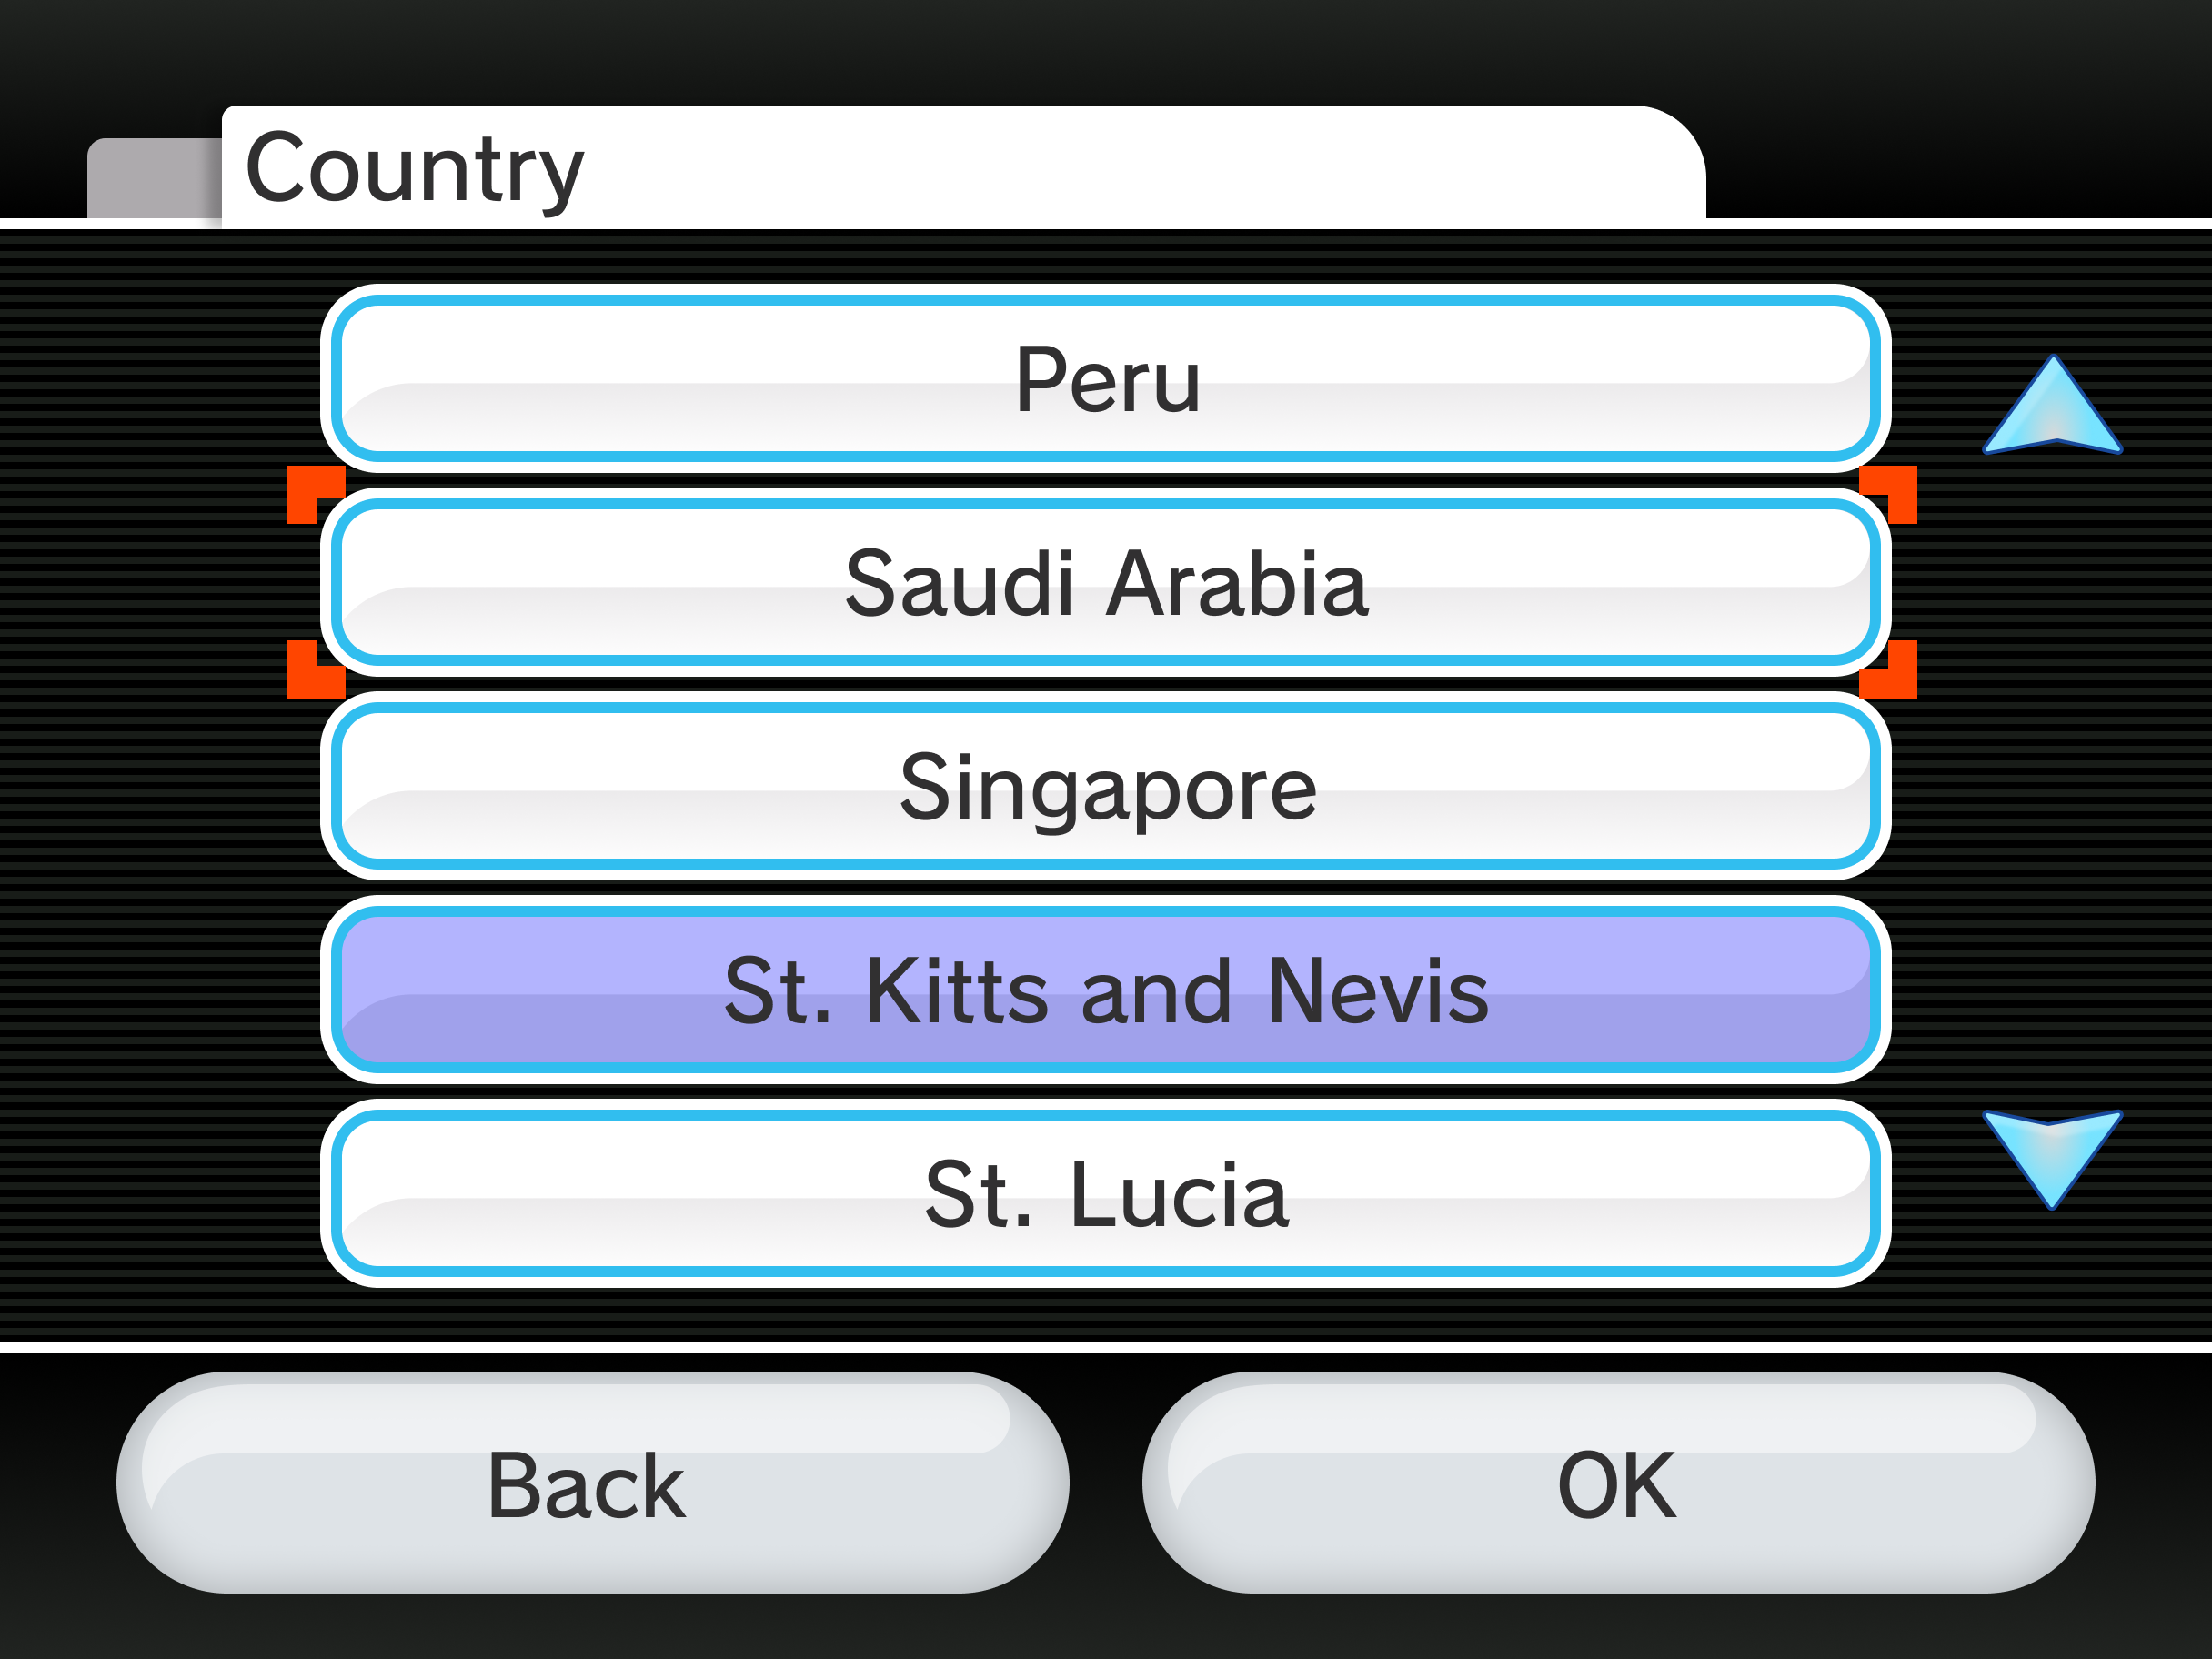 Country
Peru
Saudi Arabia
Singapore
St. Kitts and Nevis
St. Lucia
Back
OK